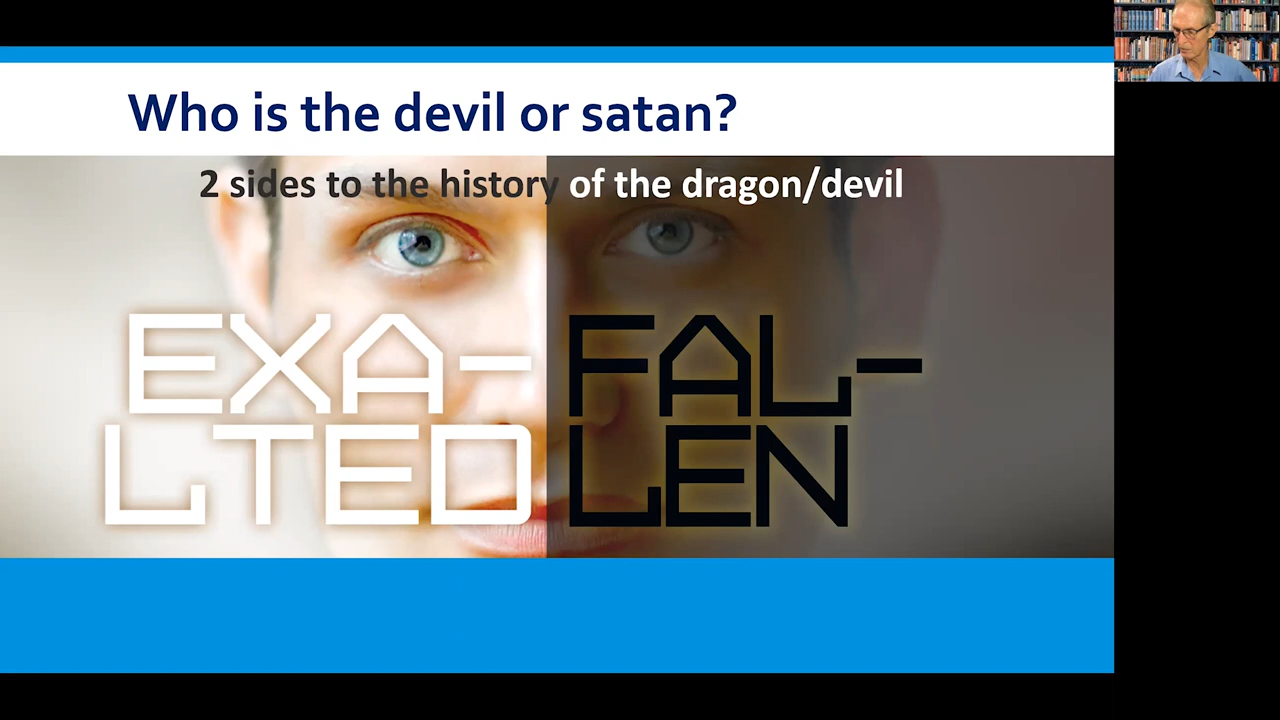 Who is the devil or satan?
2 sides to the history of the dragon/devil
EXA-
LTED
FAL-
LEN